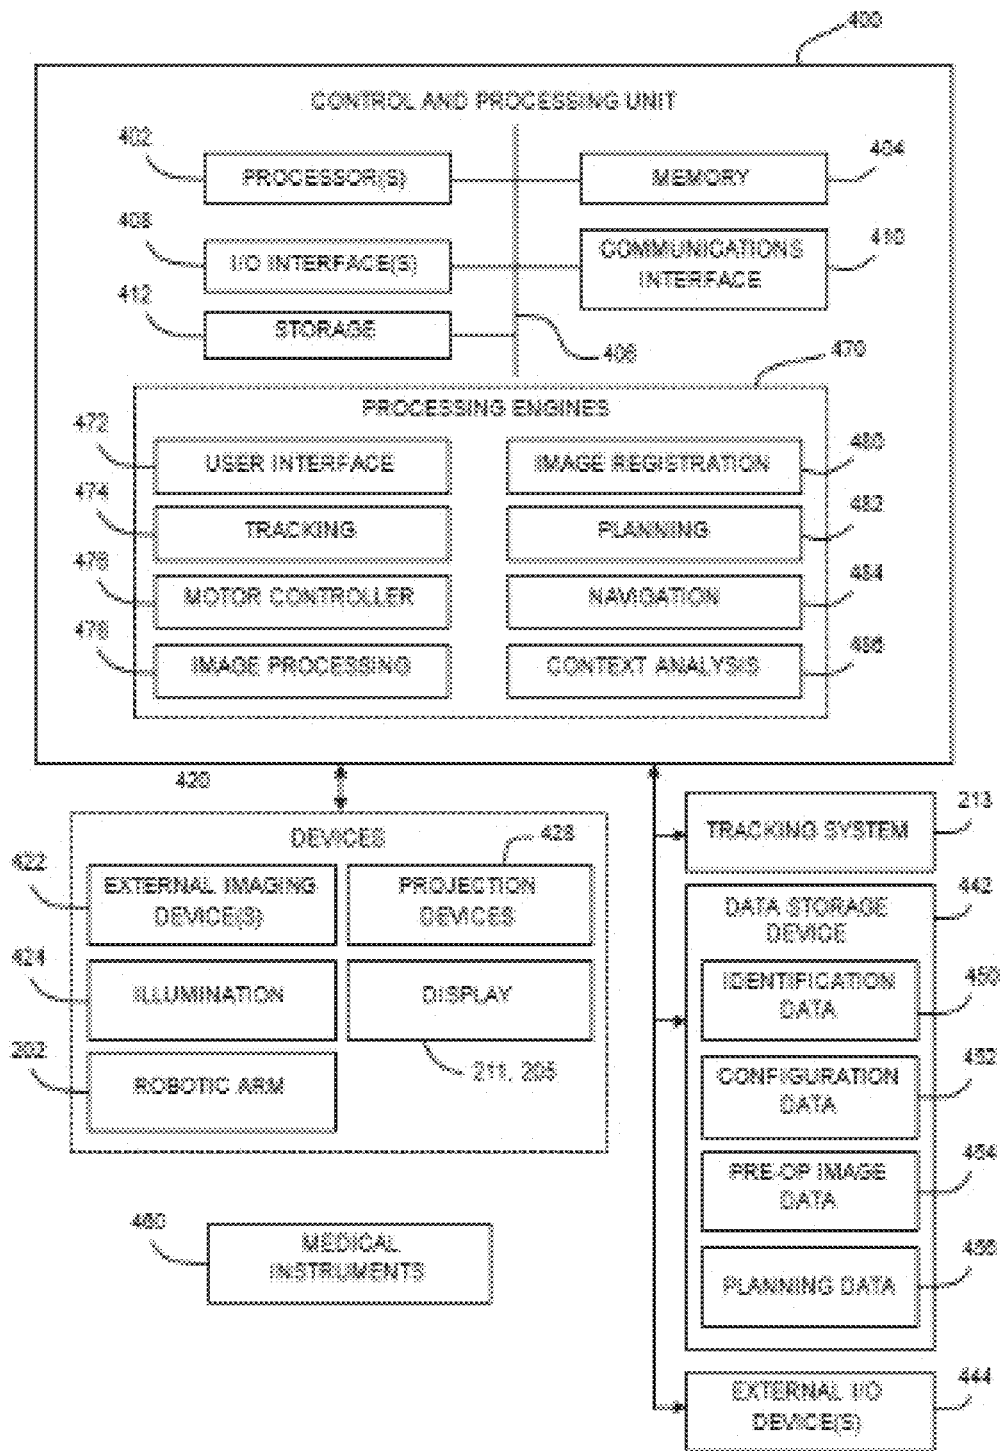 400
CONTROL AND PROCESSING UNIT
402
PROCESSOR(S)
MEMORY
404
408
I/O INTERFACE(S)
COMMUNICATIONS
INTERFACE
410
412
STORAGE
406
470
PROCESSING ENGINES
472
USER INTERFACE
IMAGE REGISTRATION
480
474
TRACKING
PLANNING
482
476
MOTOR CONTROLLER
NAVIGATION
484
478
IMAGE PROCESSING
CONTEXT ANALYSIS
486
420
DEVICES
428
422
EXTERNAL IMAGING
DEVICE(S)
PROJECTION
DEVICES
424
ILLUMINATION
DISPLAY
202
ROBOTIC ARM
211, 205
460
MEDICAL
INSTRUMENTS
TRACKING SYSTEM
213
DATA STORAGE
DEVICE
442
IDENTIFICATION
DATA
450
CONFIGURATION
DATA
452
PRE-OP IMAGE
DATA
454
PLANNING DATA
456
EXTERNAL I/O
DEVICE(S)
444